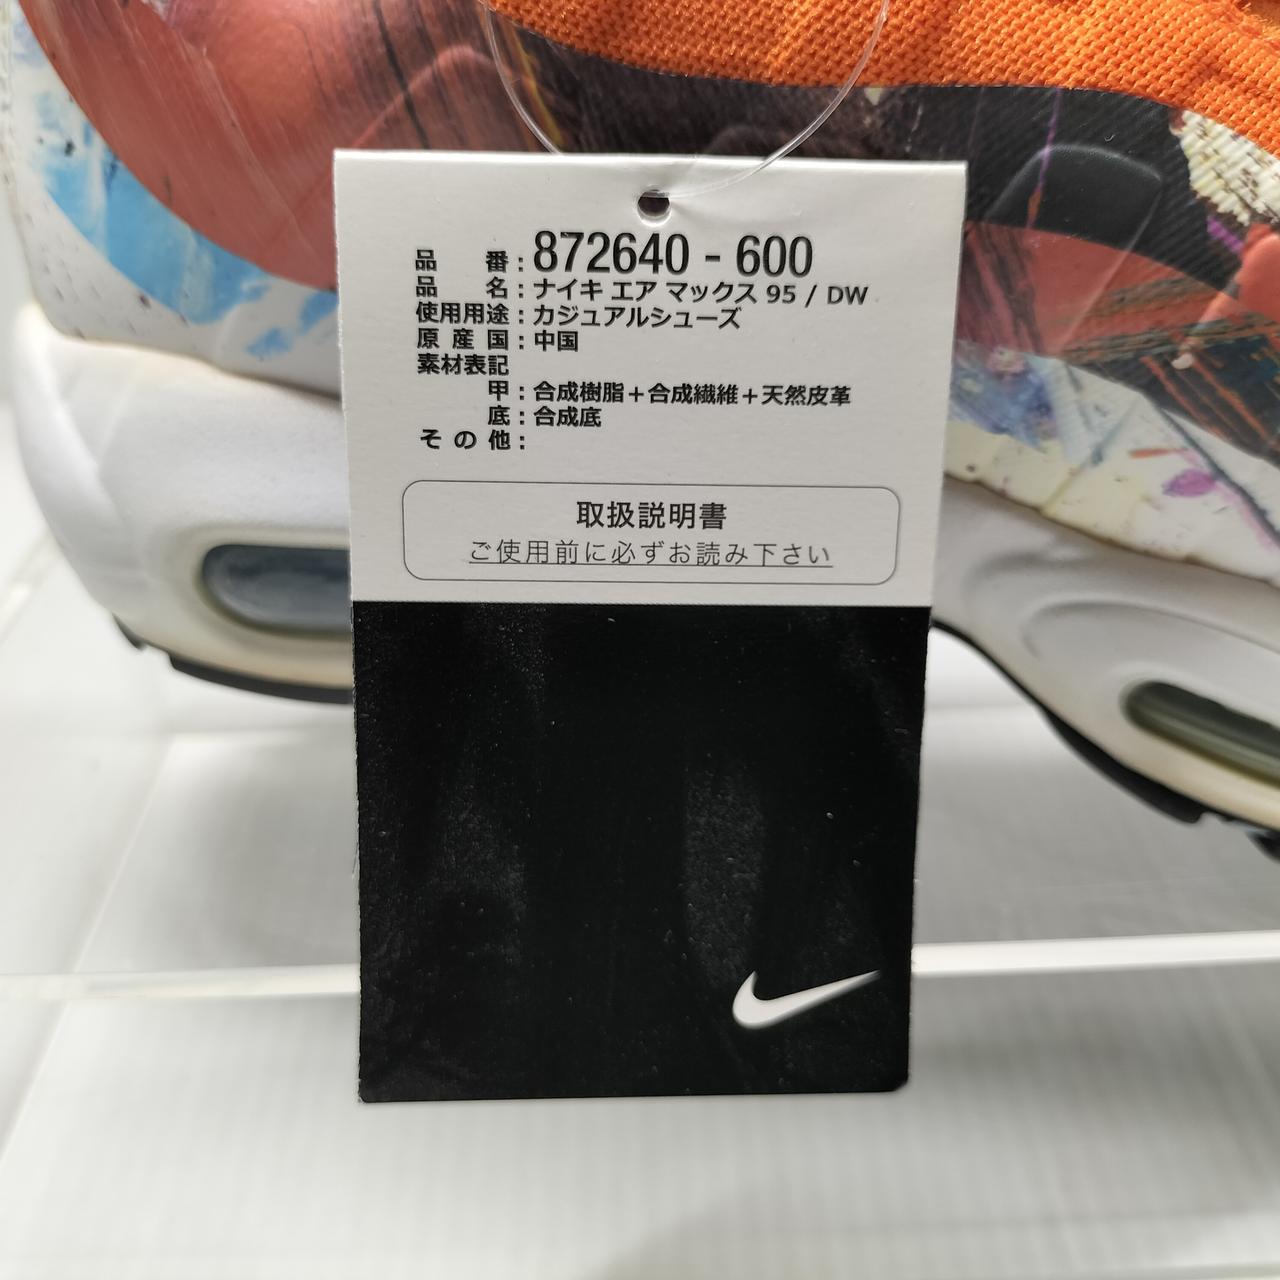 品番：872640 - 600
品名：ナイキ エア マックス 95 / DW
使用用途：カジュアルシューズ
原産国：中国
素材表記
甲：合成樹脂＋合成繊維＋天然皮革
底：合成底
その他：
取扱説明書
ご使用前に必ずお読み下さい